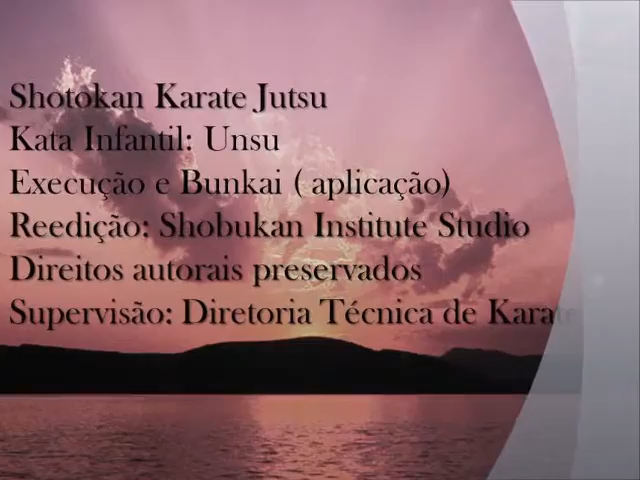 Shotokan Karate Jutsu
Kata Infantil: Unsu
Execução e Bunkai ( aplicação)
Reedição: Shobukan Institute Studio
Direitos autorais preservados
Supervisão: Diretoria Técnica de Karate